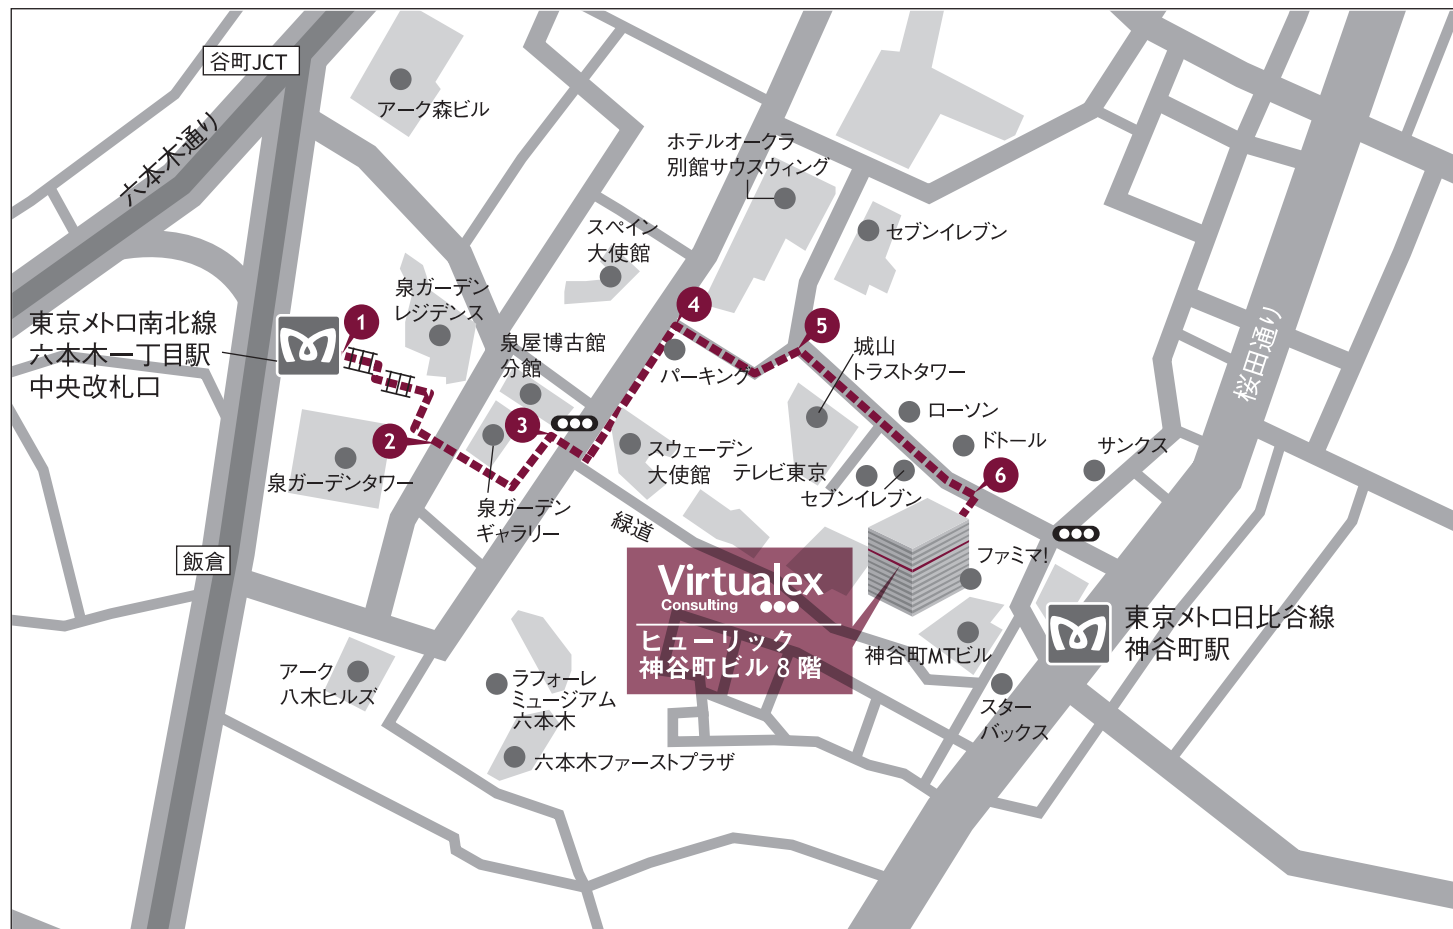 谷町JCT
アーク森ビル
六本木通り
ホテルオークラ
別館サウスウィング
スペイン
大使館
セブンイレブン
泉ガーデン
レジデンス
東京メトロ南北線
六本木一丁目駅
中央改札口
1
4
5
泉屋博古館
分館
パーキング
城山
トラストタワー
桜田通り
2
3
ローソン
ドトール
サンクス
スウェーデン
大使館
テレビ東京
セブンイレブン
6
泉ガーデンタワー
泉ガーデン
ギャラリー
緑道
飯倉
ファミマ!
Virtualex
Consulting
ヒューリック
神谷町ビル 8 階
東京メトロ日比谷線
神谷町駅
神谷町MTビル
アーク
八木ヒルズ
ラフォーレ
ミュージアム
六本木
スター
バックス
六本木ファーストプラザ